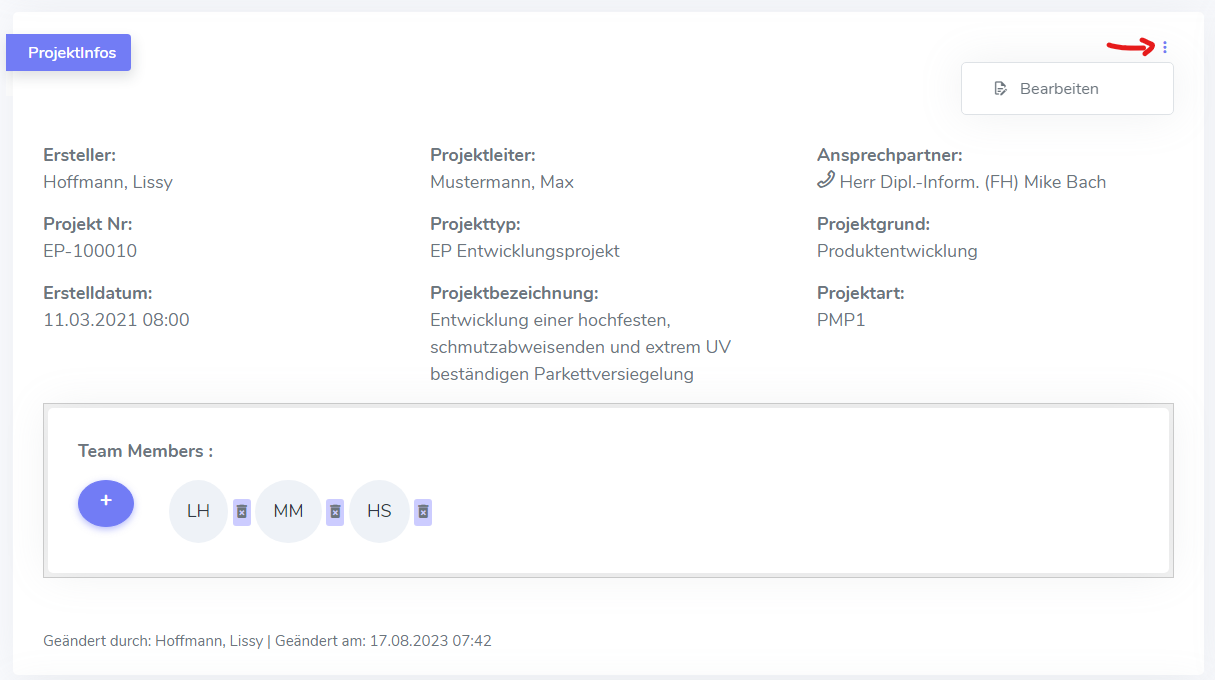 ProjektInfos
Bearbeiten
Ersteller:
Hoffmann, Lissy
Projektleiter:
Mustermann, Max
Ansprechpartner:
Herr Dipl.-Inform. (FH) Mike Bach
Projekt Nr:
EP-100010
Projekttyp:
EP Entwicklungsprojekt
Projektgrund:
Produktentwicklung
Erstelldatum:
11.03.2021 08:00
Projektbezeichnung:
Entwicklung einer hochfesten,
schmutzabweisenden und extrem UV
beständigen Parkettversiegelung
Projektart:
PMP1
Team Members :
+
LH
MM
HS
Geändert durch: Hoffmann, Lissy | Geändert am: 17.08.2023 07:42